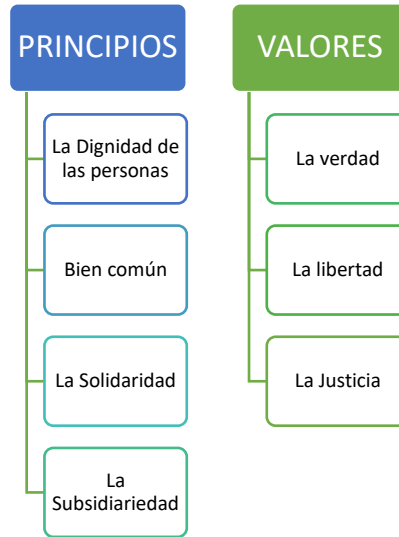 PRINCIPIOS
La Dignidad de
las personas
Bien común
La Solidaridad
La
Subsidiariedad
VALORES
La verdad
La libertad
La Justicia